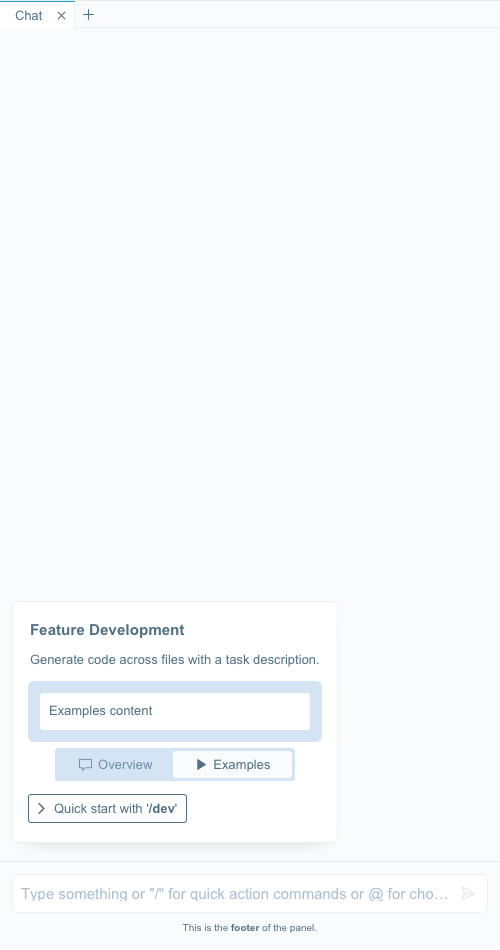 Chat
Feature Development
Generate code across files with a task description.
Examples content
Overview
Examples
Quick start with '/dev'
Type something or "/" for quick action commands or @ for cho…
This is the footer of the panel.